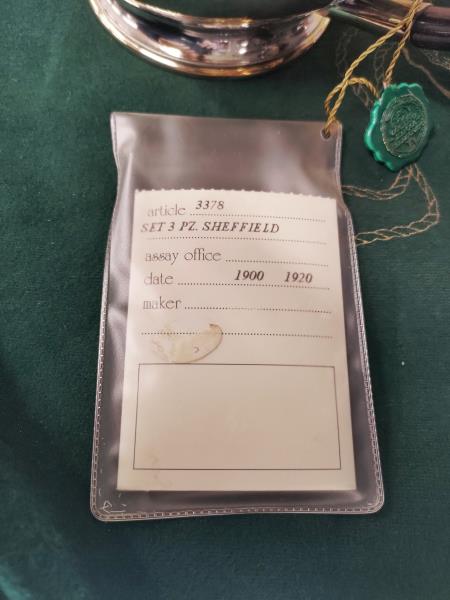 article 3378
SET 3 PZ. SHEFFIELD
assay office
date 1900 1920
maker